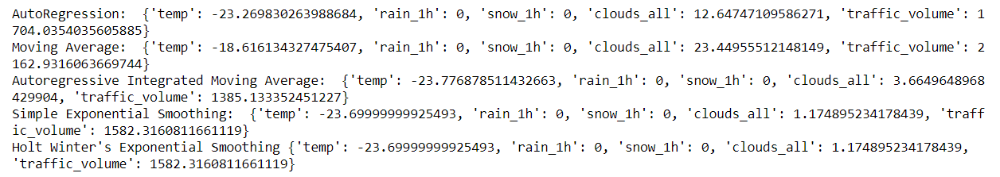 AutoRegression:  {'temp': -23.269830263988684, 'rain_1h': 0, 'snow_1h': 0, 'clouds_all': 12.64747109586271, 'traffic_volume': 1
704.0354035605885}
Moving Average:  {'temp': -18.616134327475407, 'rain_1h': 0, 'snow_1h': 0, 'clouds_all': 23.44955512148149, 'traffic_volume': 2
162.9316063669744}
Autoregressive Integrated Moving Average:  {'temp': -23.776878511432663, 'rain_1h': 0, 'snow_1h': 0, 'clouds_all': 3.6649648968
429904, 'traffic_volume': 1385.133352451227}
Simple Exponential Smoothing:  {'temp': -23.69999999925493, 'rain_1h': 0, 'snow_1h': 0, 'clouds_all': 1.174895234178439, 'traff
ic_volume': 1582.3160811661119}
Holt Winter's Exponential Smoothing {'temp': -23.69999999925493, 'rain_1h': 0, 'snow_1h': 0, 'clouds_all': 1.174895234178439,
'traffic_volume': 1582.3160811661119}